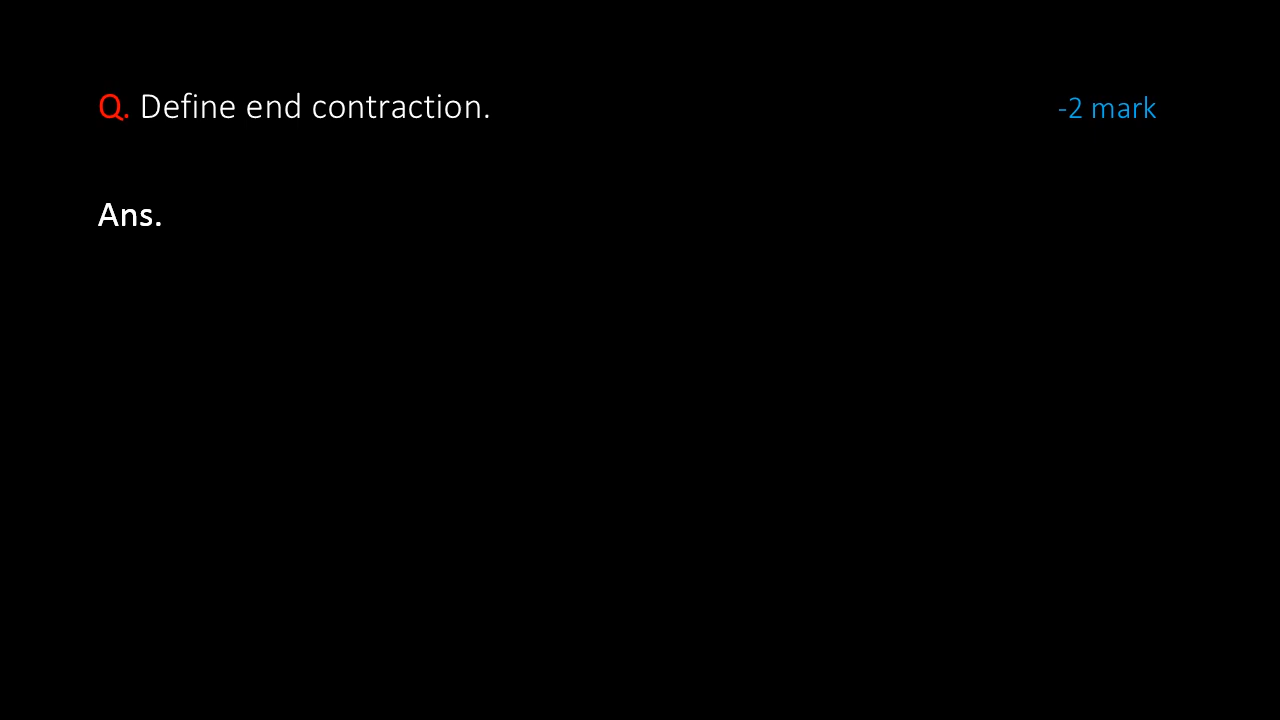 Q. Define end contraction. -2 mark
Ans.